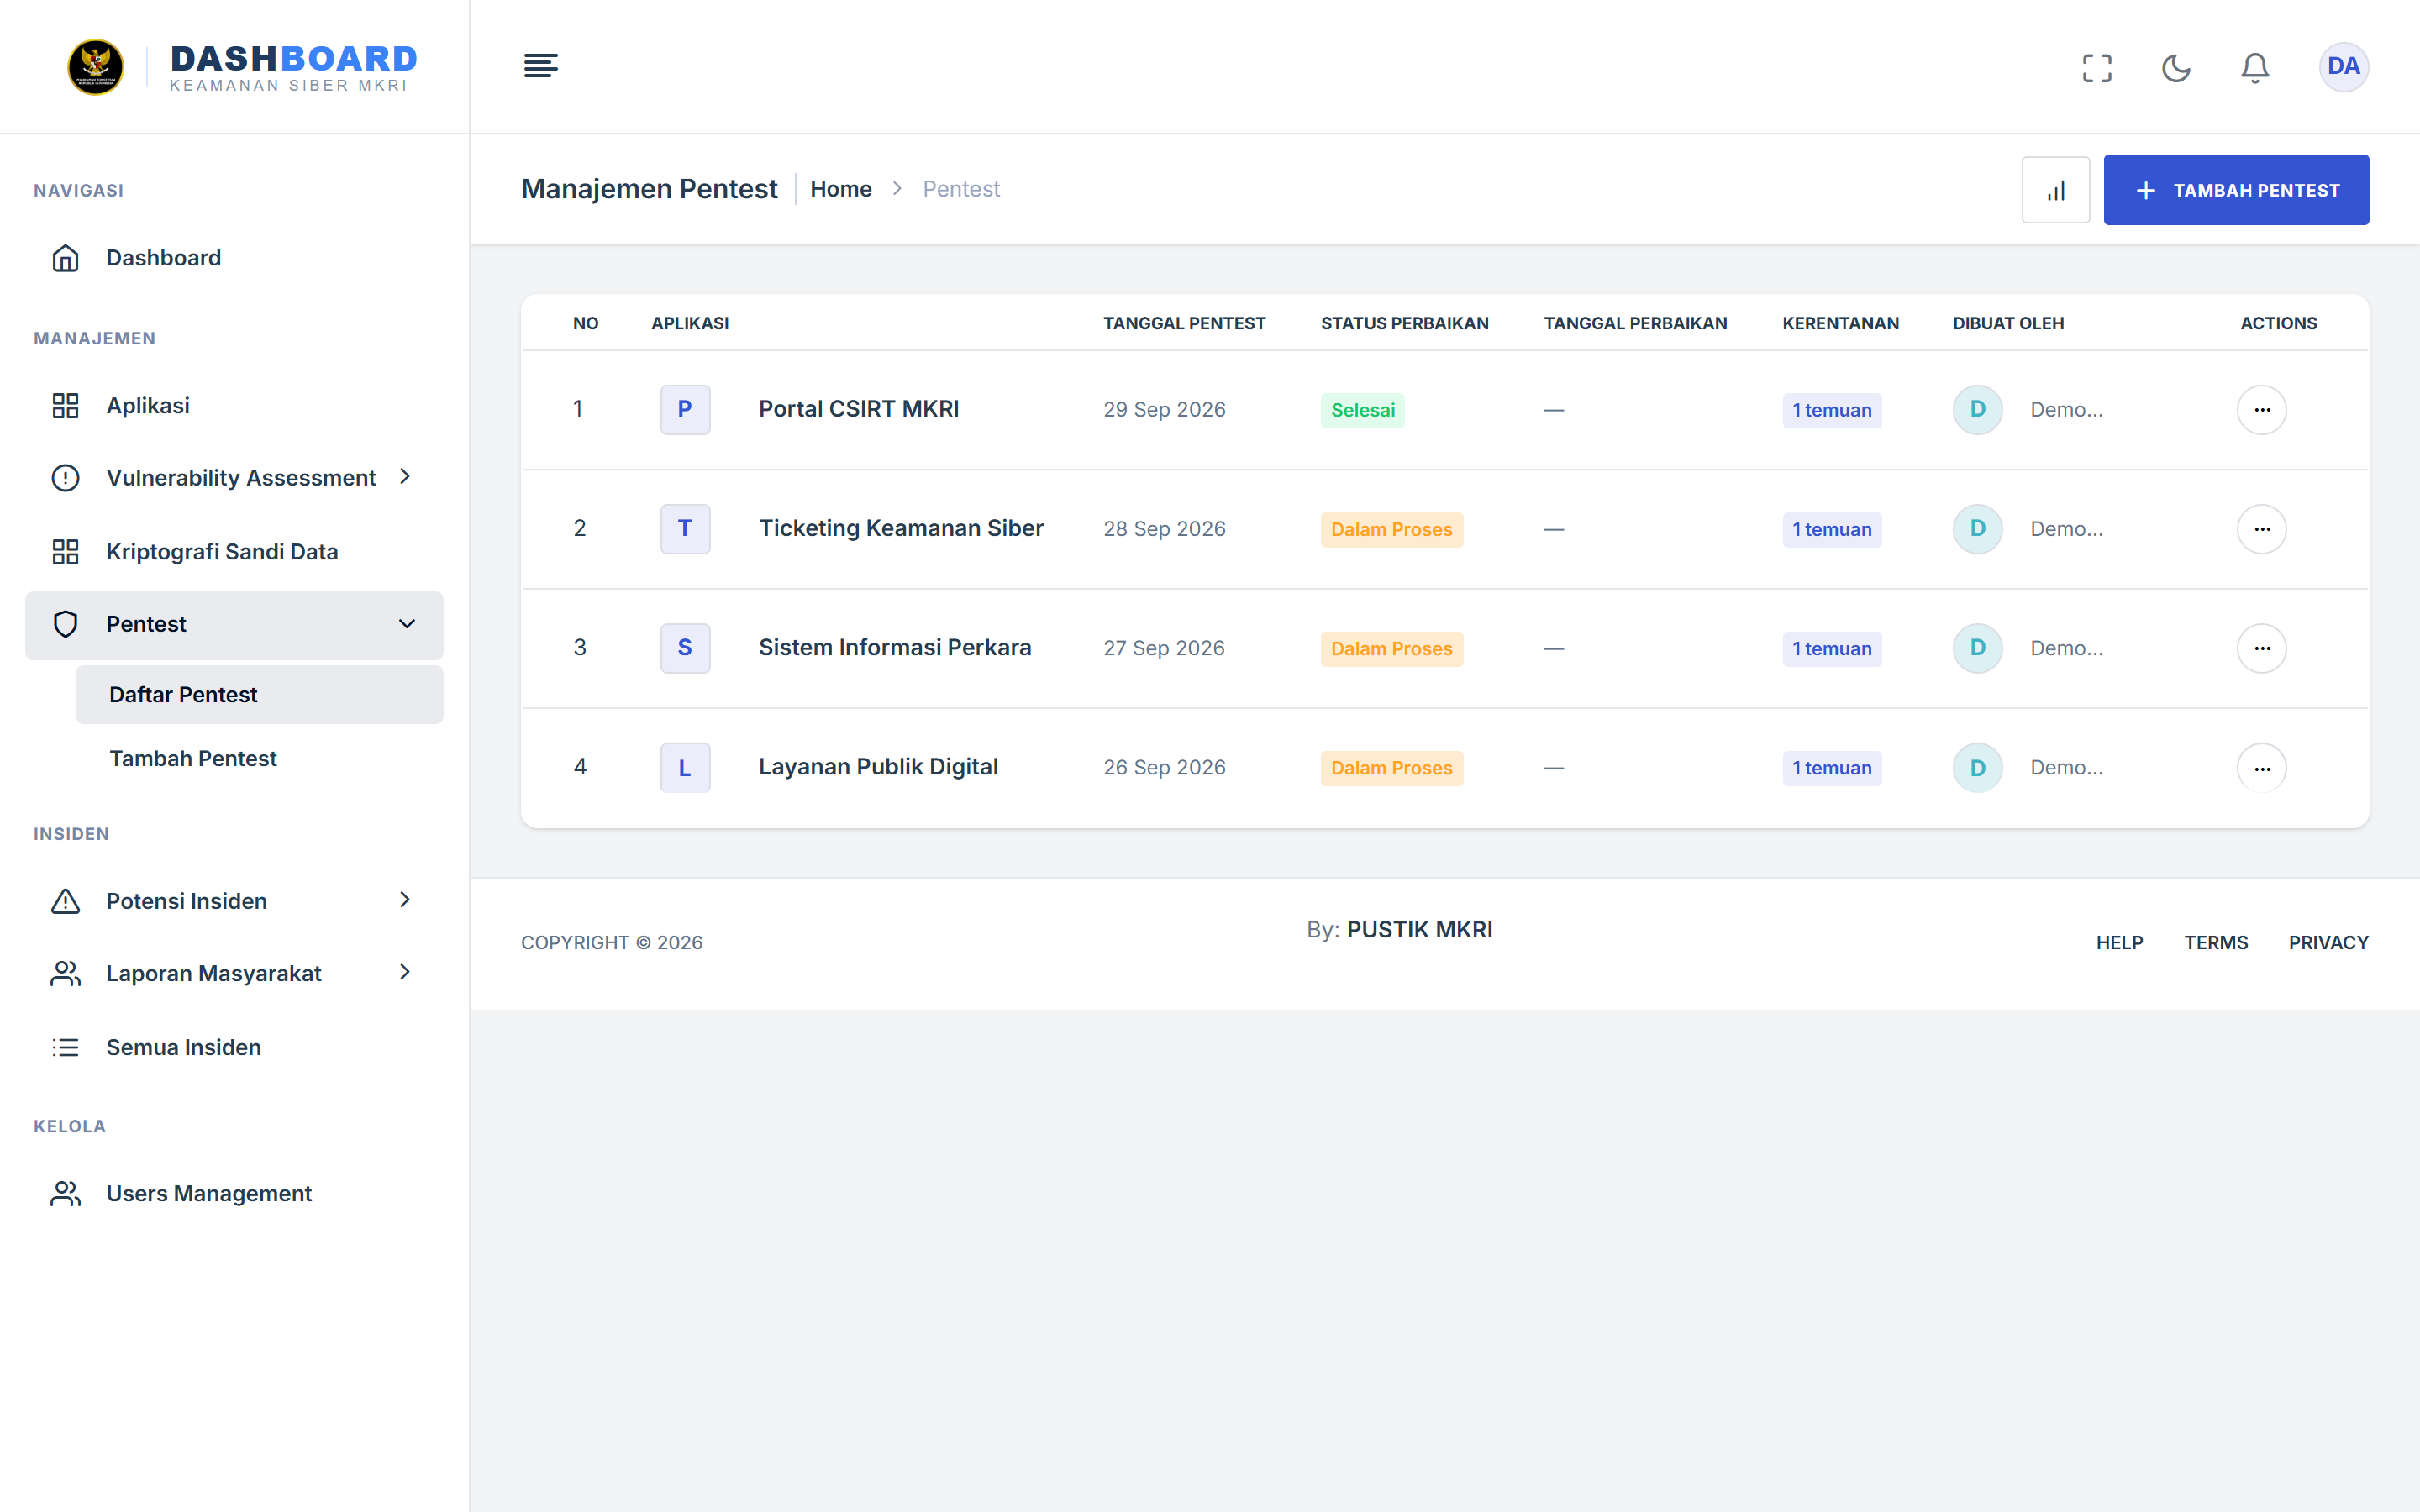 DASHBOARD
KEAMANAN SIBER MKRI
DA
NAVIGASI
Dashboard
MANAJEMEN
Aplikasi
Vulnerability Assessment
Kriptografi Sandi Data
Pentest
Daftar Pentest
Tambah Pentest
INSIDEN
Potensi Insiden
Laporan Masyarakat
Semua Insiden
KELOLA
Users Management
Manajemen Pentest Home Pentest
TAMBAH PENTEST
NO APLIKASI TANGGAL PENTEST STATUS PERBAIKAN TANGGAL PERBAIKAN KERENTANAN DIBUAT OLEH ACTIONS
1 P Portal CSIRT MKRI 29 Sep 2026 Selesai — 1 temuan D Demo...
2 T Ticketing Keamanan Siber 28 Sep 2026 Dalam Proses — 1 temuan D Demo...
3 S Sistem Informasi Perkara 27 Sep 2026 Dalam Proses — 1 temuan D Demo...
4 L Layanan Publik Digital 26 Sep 2026 Dalam Proses — 1 temuan D Demo...
COPYRIGHT © 2026
By: PUSTIK MKRI
HELP TERMS PRIVACY